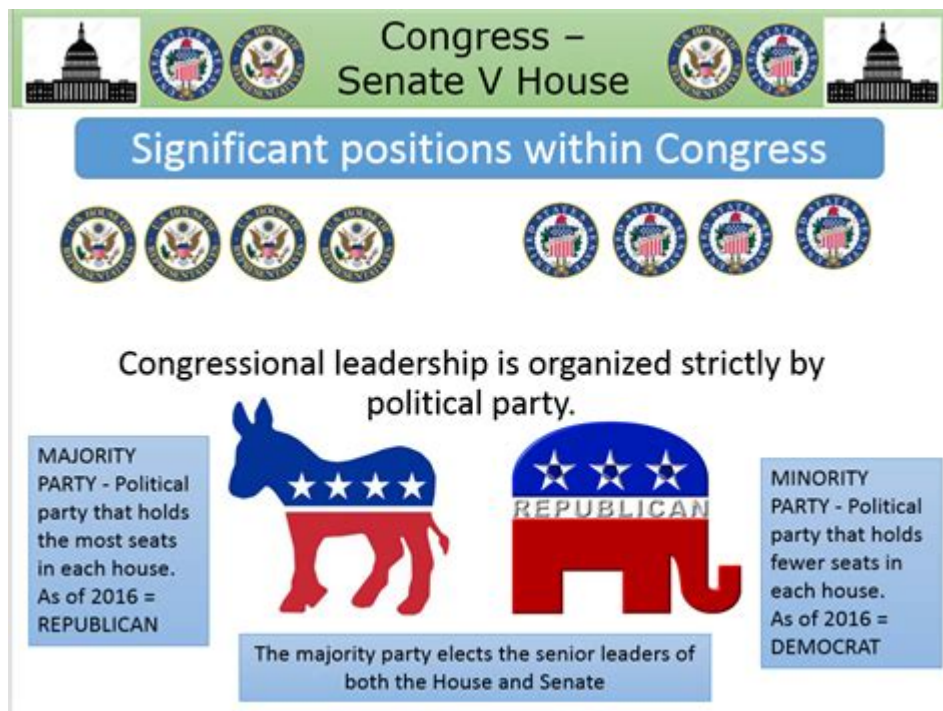 Congress –
Senate V House
Significant positions within Congress
Congressional leadership is organized strictly by
political party.
MAJORITY
PARTY - Political
party that holds
the most seats
in each house.
As of 2016 =
REPUBLICAN
REPUBLICAN
MINORITY
PARTY - Political
party that holds
fewer seats in
each house.
As of 2016 =
DEMOCRAT
The majority party elects the senior leaders of
both the House and Senate